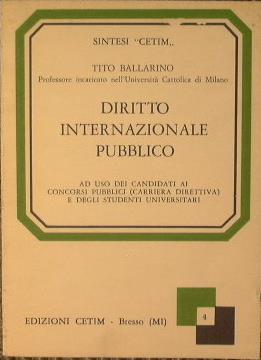 SINTESI "CETIM„
TITO BALLARINO
Professore incaricato nell'Università Cattolica di Milano
DIRITTO
INTERNAZIONALE
PUBBLICO
AD USO DEI CANDIDATI AI
CONCORSI PUBBLICI (CARRIERA DIRETTIVA)
E DEGLI STUDENTI UNIVERSITARI
4
EDIZIONI CETIM - Bresso (MI)